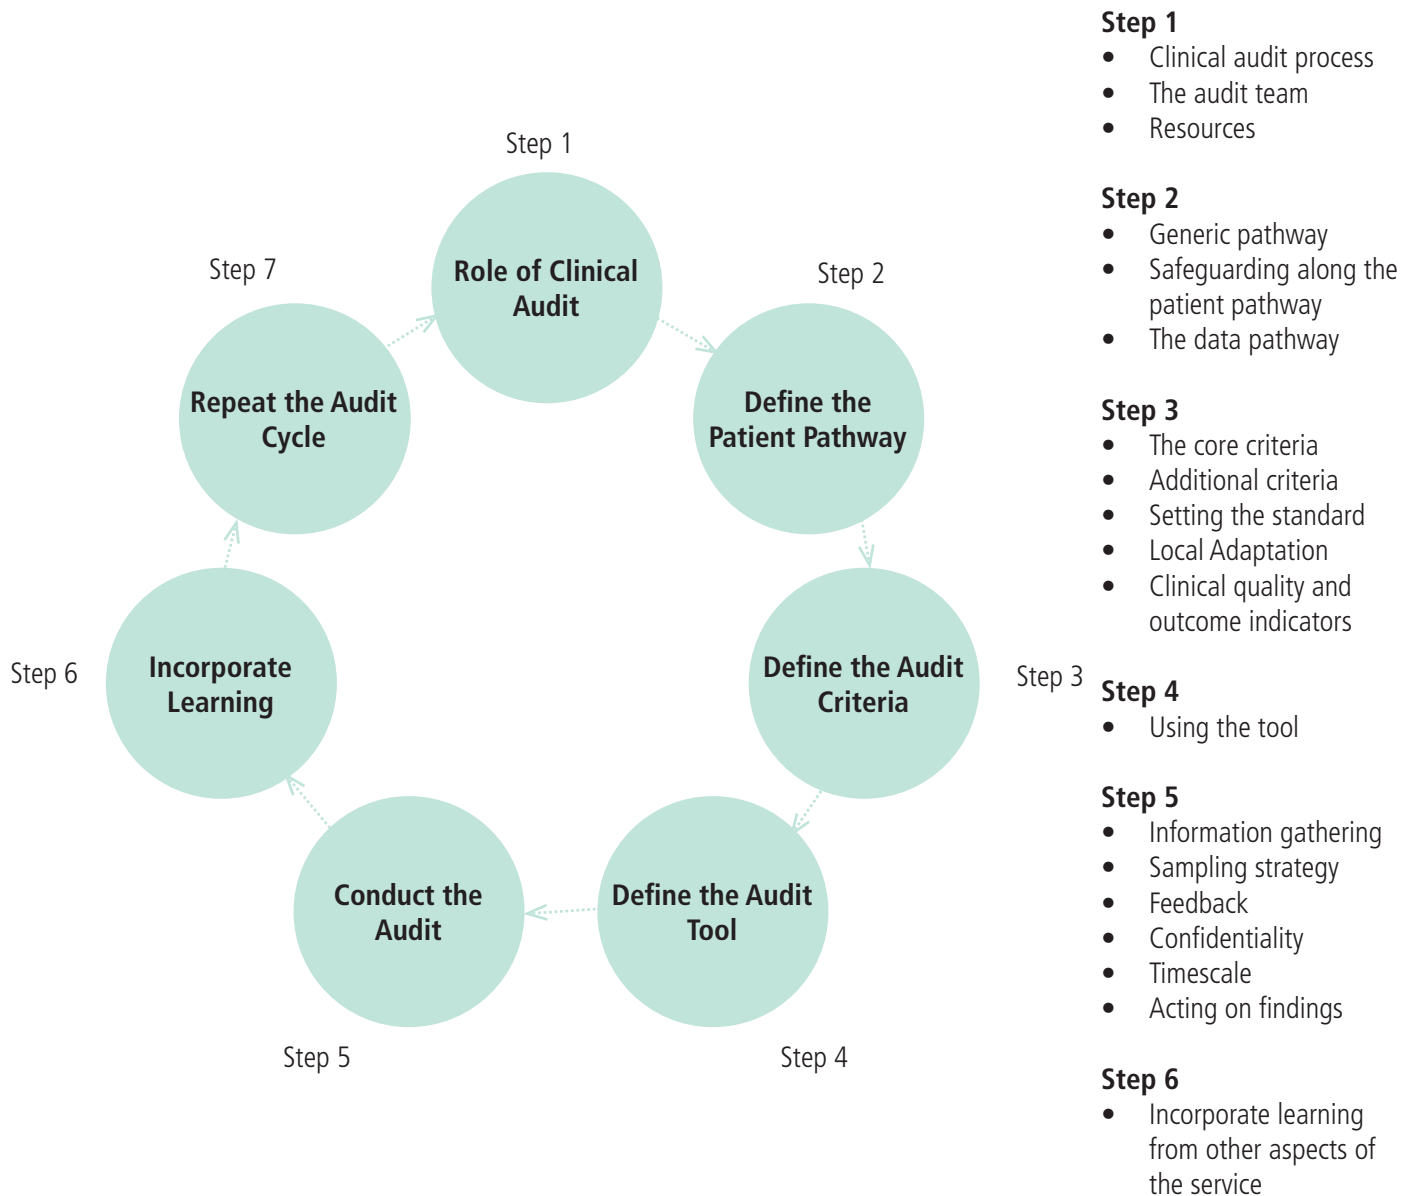 Step 1
Role of Clinical
Audit
Step 2
Define the
Patient Pathway
Step 3
Define the Audit
Criteria
Step 4
Define the Audit
Tool
Step 5
Conduct the
Audit
Step 6
Incorporate
Learning
Step 7
Repeat the Audit
Cycle
Step 1
• Clinical audit process
• The audit team
• Resources
Step 2
• Generic pathway
• Safeguarding along the
patient pathway
• The data pathway
Step 3
• The core criteria
• Additional criteria
• Setting the standard
• Local Adaptation
• Clinical quality and
outcome indicators
Step 4
• Using the tool
Step 5
• Information gathering
• Sampling strategy
• Feedback
• Confidentiality
• Timescale
• Acting on findings
Step 6
• Incorporate learning
from other aspects of
the service